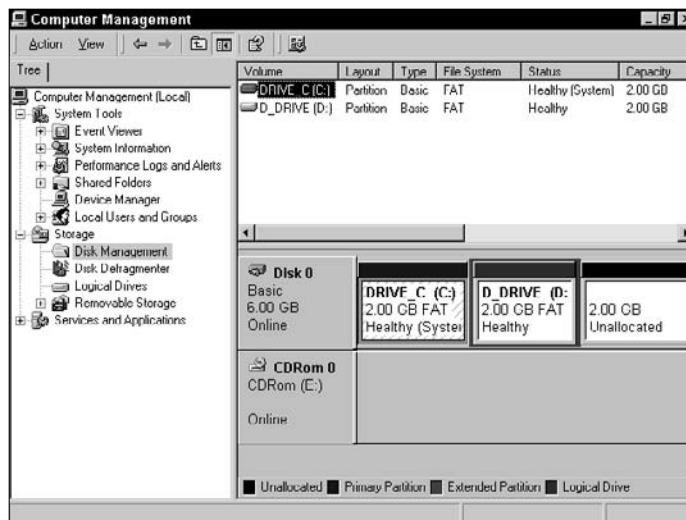 Computer Management
Action View
Tree
Volume Layout Type File System Status Capacity
DRIVE_C (C:) Partition Basic FAT Healthy (System) 2.00 GB
D_DRIVE (D:) Partition Basic FAT Healthy 2.00 GB
Computer Management (Local)
System Tools
Event Viewer
System Information
Performance Logs and Alerts
Shared Folders
Device Manager
Local Users and Groups
Storage
Disk Management
Disk Defragmenter
Logical Drives
Removable Storage
Services and Applications
Disk 0
Basic
6.00 GB
Online
DRIVE_C (C:)
2.00 GB FAT
Healthy (System
D_DRIVE (D:
2.00 GB FAT
Healthy
2.00 GB
Unallocated
CDRom 0
CDRom (E:)
Online
Unallocated Primary Partition Extended Partition Logical Drive